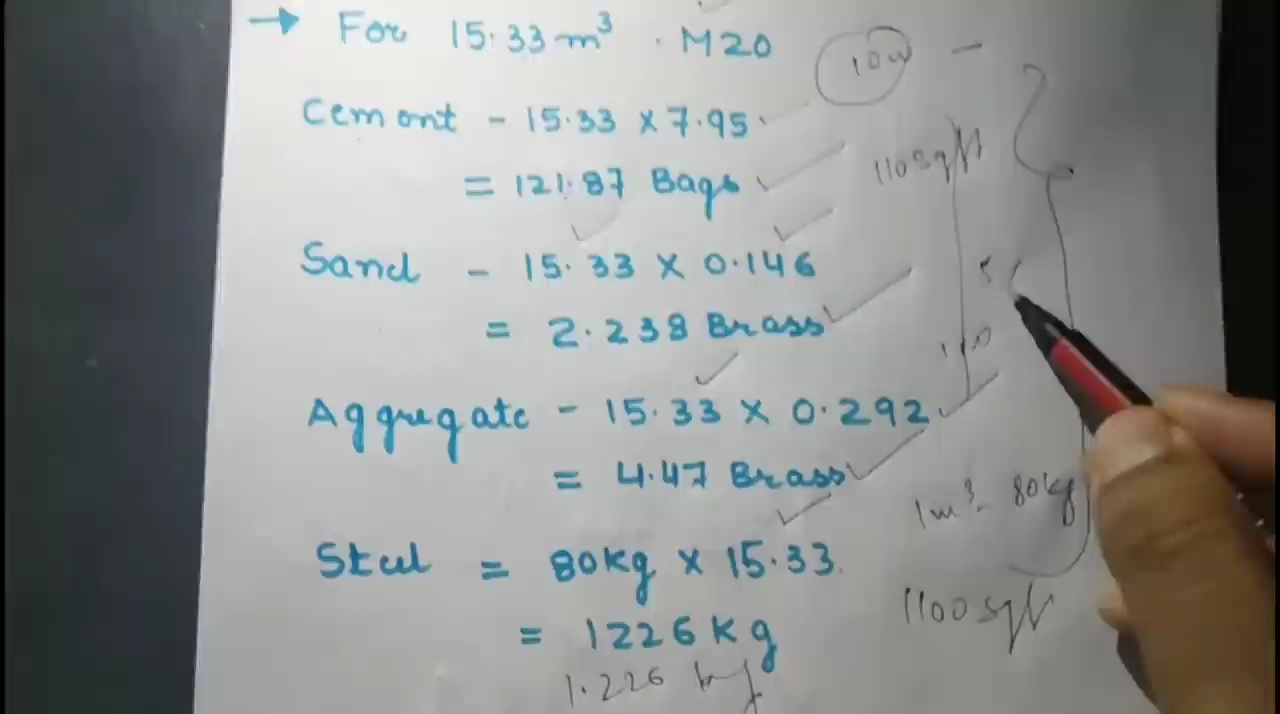 → For 15.33 m³ . M20
100 -
Cement - 15.33 x 7.95
= 121.87 Bags
110 sqft
Sand - 15.33 x 0.146
= 2.238 Brass
Aggregate - 15.33 x 0.292
= 4.47 Brass
1m³ - 80kg
Steel = 80kg x 15.33.
1100 sqft
= 1226 Kg
1.226